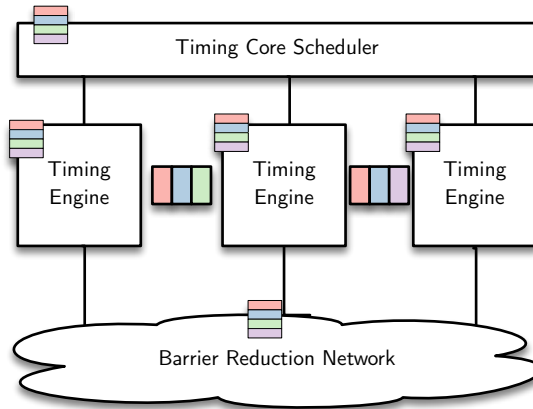 Timing Core Scheduler
Timing
Engine
Timing
Engine
Timing
Engine
Barrier Reduction Network